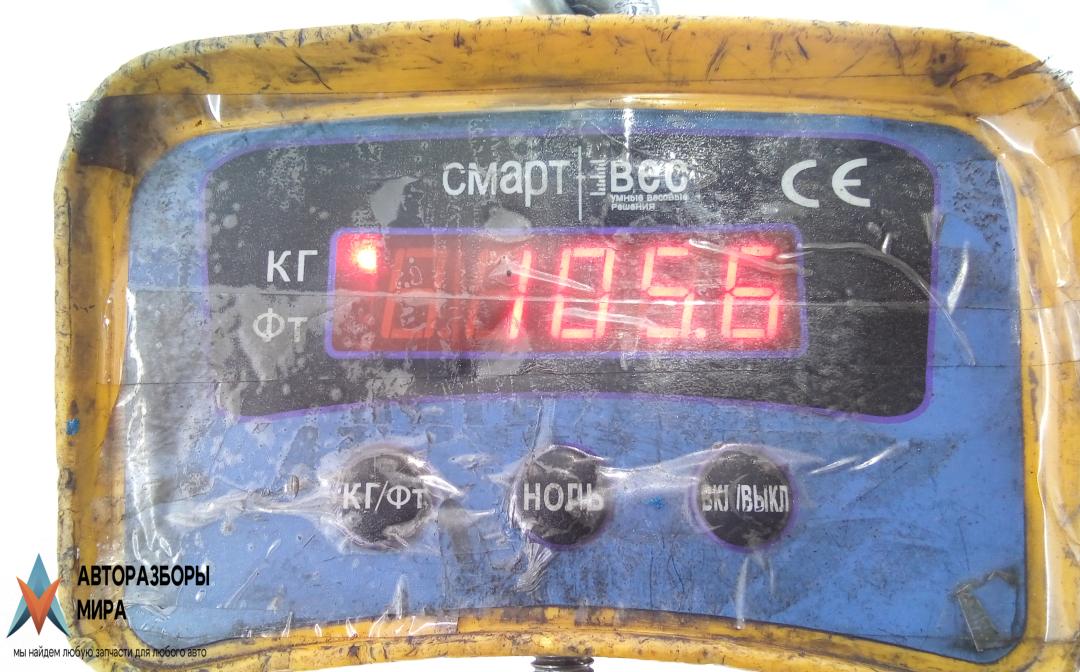 смарт вес
умные весовые
решения
CE
КГ
105.6
Фт
КГ/Фт НОЛЬ ВКЛ/ВЫКЛ
АВТОРАЗБОРЫ
МИРА
мы найдем любую запчасти для любого авто